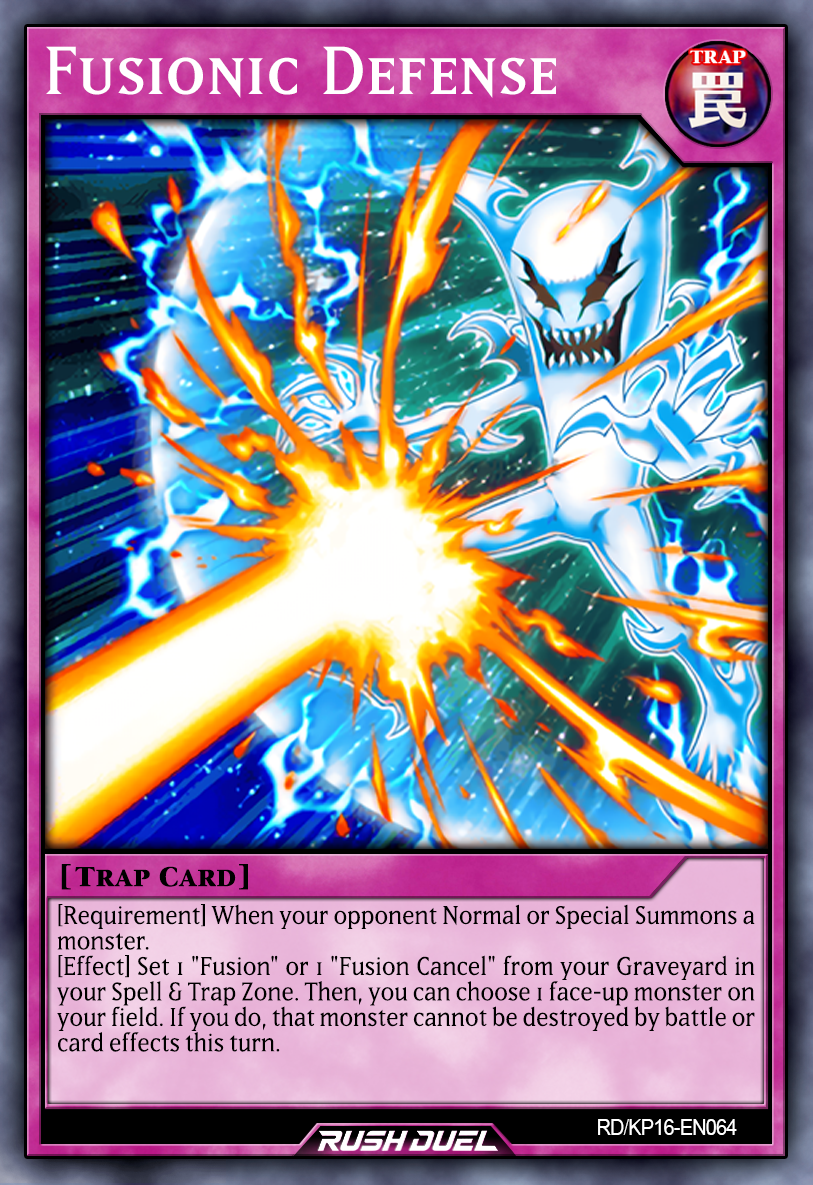 Fusionic Defense
TRAP
罠
[Trap Card]
[Requirement] When your opponent Normal or Special Summons a
monster.
[Effect] Set 1 "Fusion" or 1 "Fusion Cancel" from your Graveyard in
your Spell & Trap Zone. Then, you can choose 1 face-up monster on
your field. If you do, that monster cannot be destroyed by battle or
card effects this turn.
RD/KP16-EN064
RUSH DUEL